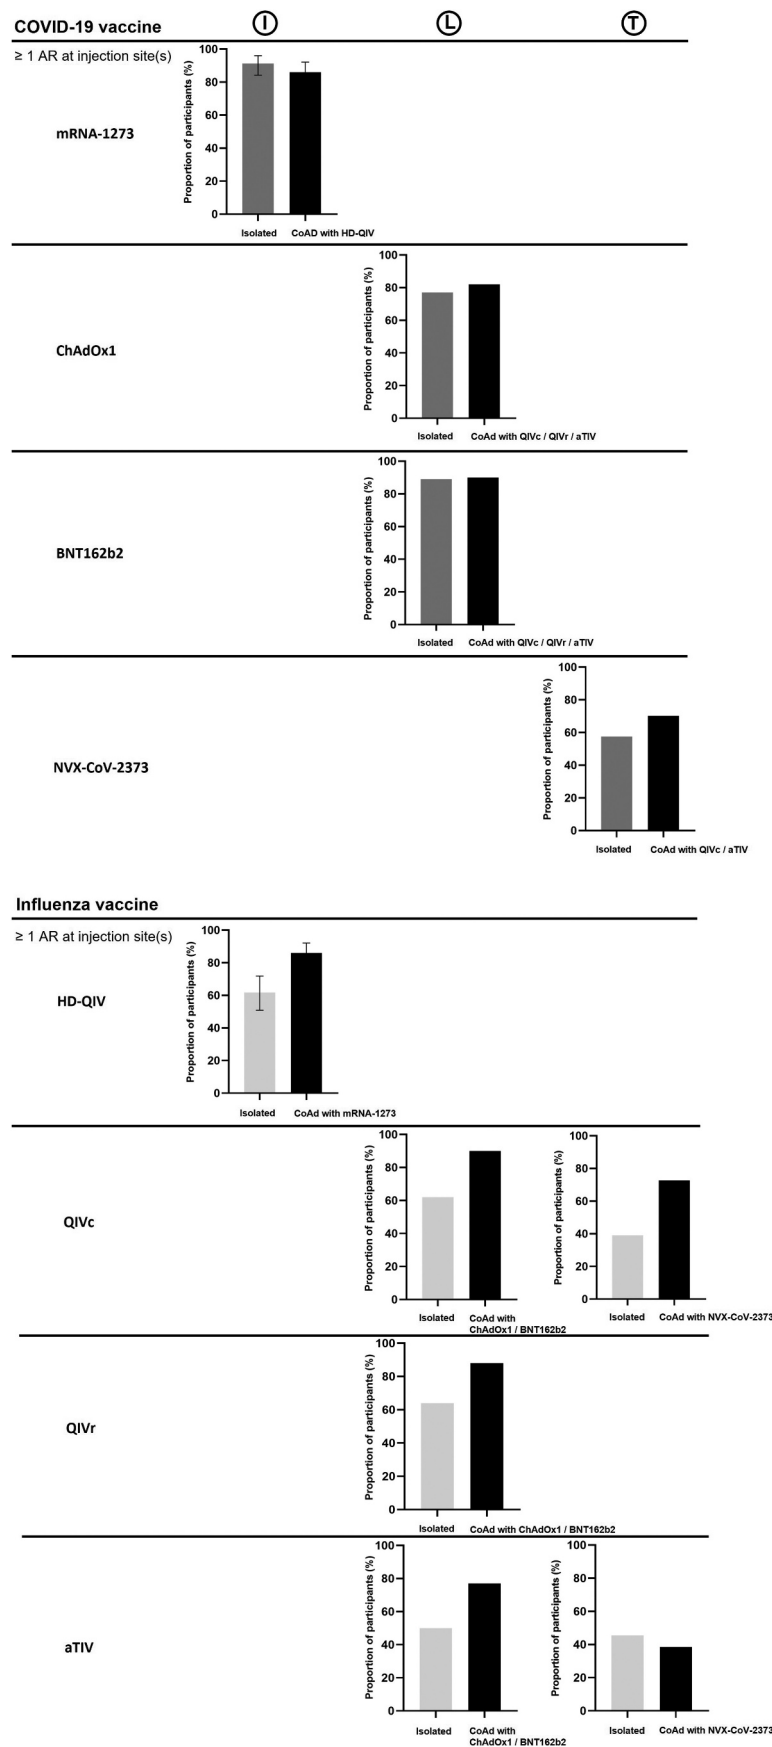 COVID-19 vaccine I L T
≥ 1 AR at injection site(s)
mRNA-1273
Proportion of participants (%)
100
80
60
40
20
0
Isolated CoAD with HD-QIV
ChAdOx1
Proportion of participants (%)
100
80
60
40
20
0
Isolated CoAd with QIVc / QIVr / aTIV
BNT162b2
Proportion of participants (%)
100
80
60
40
20
0
Isolated CoAd with QIVc / QIVr / aTIV
NVX-CoV-2373
Proportion of participants (%)
100
80
60
40
20
0
Isolated CoAd with QIVc / aTIV
Influenza vaccine
≥ 1 AR at injection site(s)
HD-QIV
Proportion of participants (%)
100
80
60
40
20
0
Isolated CoAd with mRNA-1273
QIVc
Proportion of participants (%)
100
80
60
40
20
0
Isolated CoAd with
ChAdOx1 / BNT162b2
Proportion of participants (%)
100
80
60
40
20
0
Isolated CoAd with NVX-CoV-2373
QIVr
Proportion of participants (%)
100
80
60
40
20
0
Isolated CoAd with ChAdOx1 / BNT162b2
aTIV
Proportion of participants (%)
100
80
60
40
20
0
Isolated CoAd with
ChAdOx1 / BNT162b2
Proportion of participants (%)
100
80
60
40
20
0
Isolated CoAd with NVX-CoV-2373